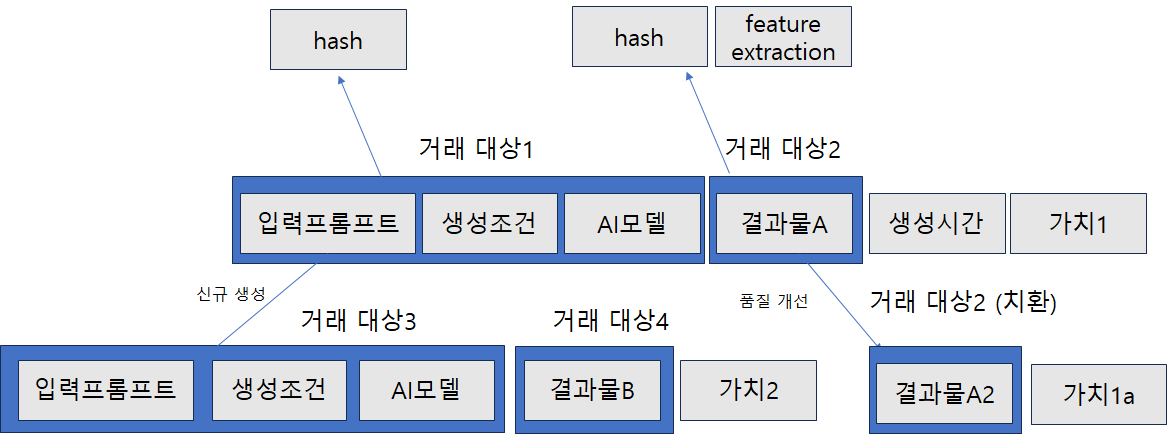 hash
hash
feature
extraction
거래 대상1
거래 대상2
입력프롬프트
생성조건
AI모델
결과물A
생성시간
가치1
신규 생성
품질 개선
거래 대상2 (치환)
거래 대상3
거래 대상4
입력프롬프트
생성조건
AI모델
결과물B
가치2
결과물A2
가치1a